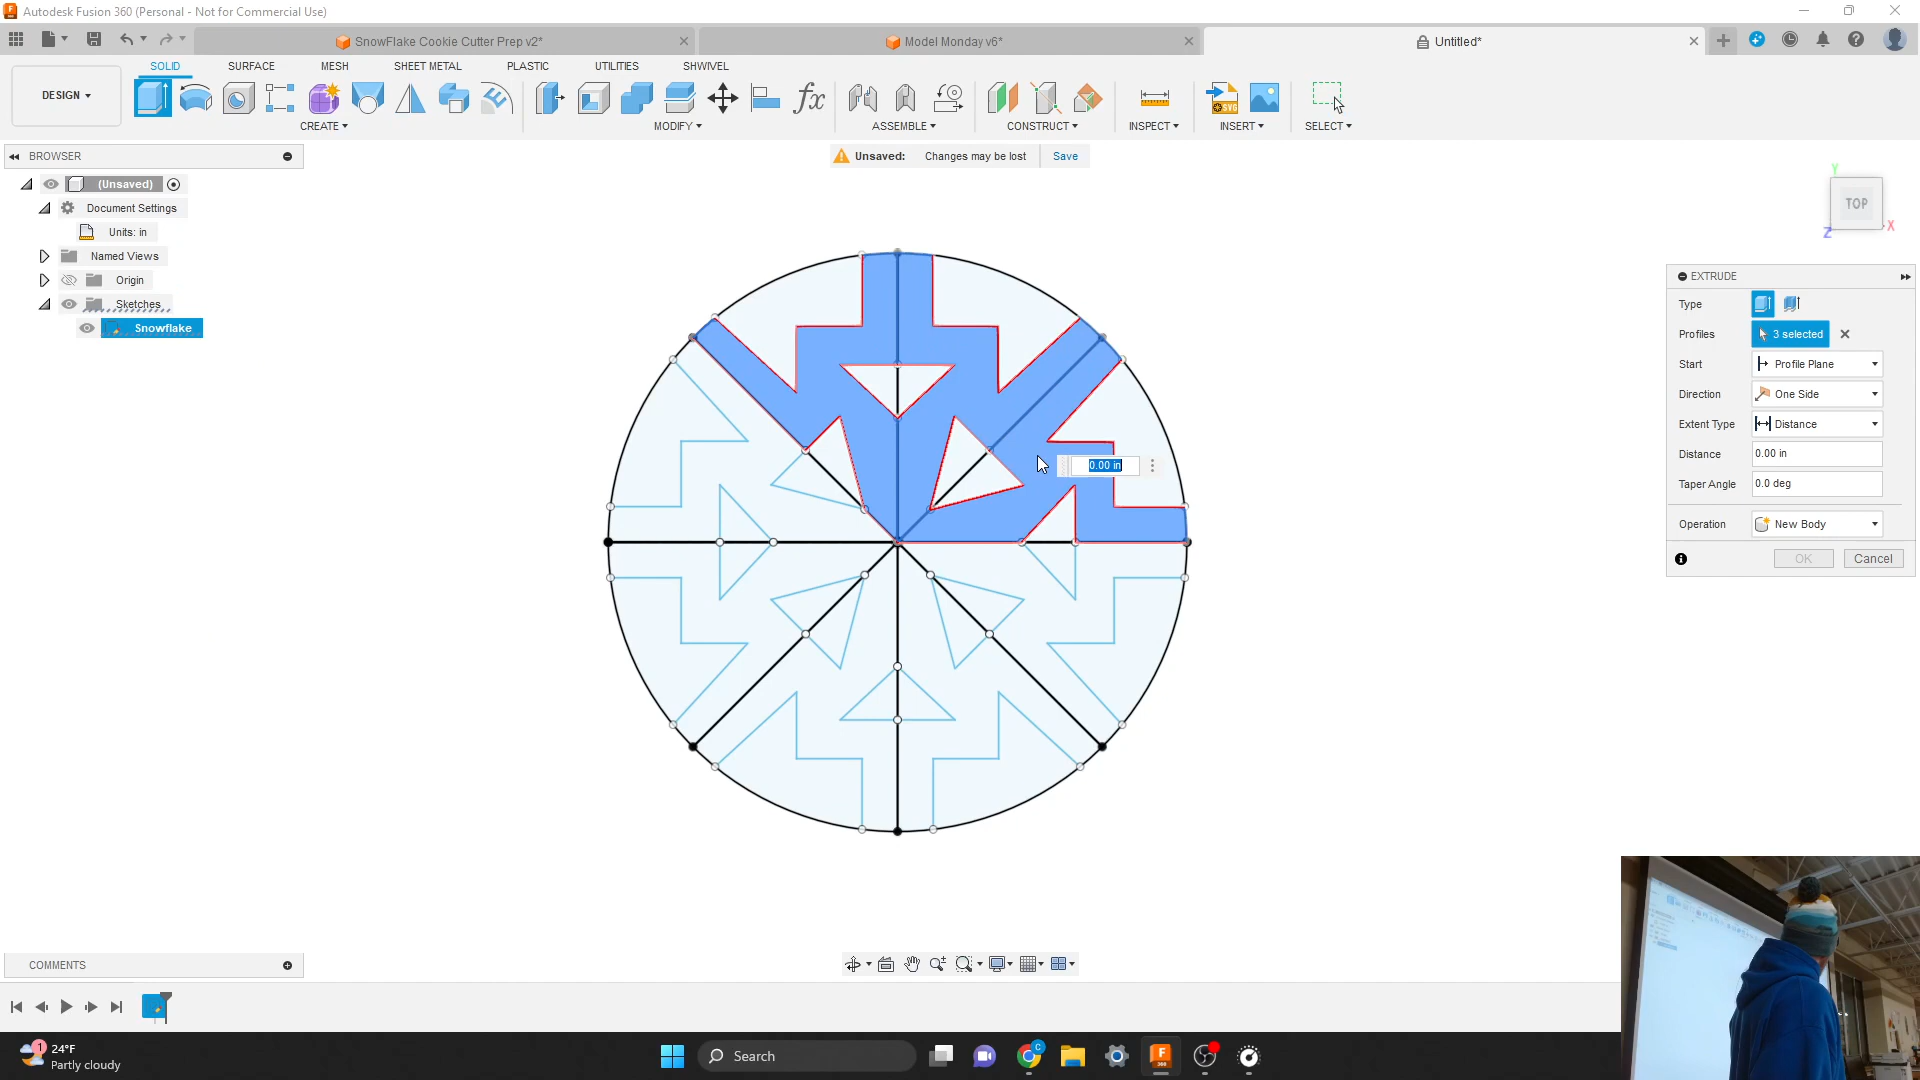 Autodesk Fusion 360 (Personal - Not for Commercial Use)
SnowFlake Cookie Cutter Prep v2*
Model Monday v6*
Untitled*
DESIGN
SOLID
SURFACE
MESH
SHEET METAL
PLASTIC
UTILITIES
SHWIVEL
CREATE
MODIFY
ASSEMBLE
CONSTRUCT
INSPECT
INSERT
SELECT
BROWSER
Unsaved: Changes may be lost Save
(Unsaved)
Document Settings
Units: in
Named Views
Origin
Sketches
Snowflake
Y
TOP
X
Z
EXTRUDE
Type
Profiles 3 selected
Start Profile Plane
Direction One Side
Extent Type Distance
Distance 0.00 in
Taper Angle 0.0 deg
Operation New Body
OK Cancel
0.00 in
COMMENTS
1
24°F
Partly cloudy
Search
C
F
360